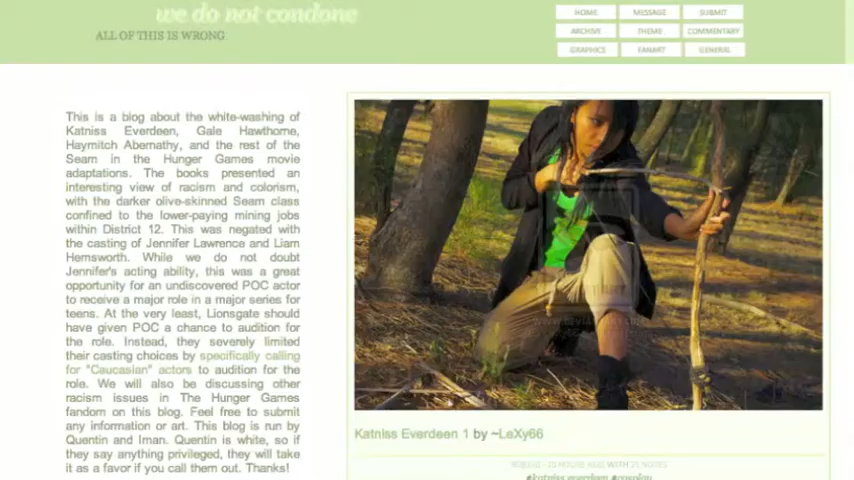 we do not condone
ALL OF THIS IS WRONG
HOME MESSAGE SUBMIT
ARCHIVE THEME COMMENTARY
GRAPHICS FANART GENERAL
This is a blog about the white-washing of
Katniss Everdeen, Gale Hawthorne,
Haymitch Abernathy, and the rest of the
Seam in the Hunger Games movie
adaptations. The books presented an
interesting view of racism and colorism,
with the darker olive-skinned Seam class
confined to the lower-paying mining jobs
within District 12. This was negated with
the casting of Jennifer Lawrence and Liam
Hemsworth. While we do not doubt
Jennifer's acting ability, this was a great
opportunity for an undiscovered POC actor
to receive a major role in a major series for
teens. At the very least, Lionsgate should
have given POC a chance to audition for
the role. Instead, they severely limited
their casting choices by specifically calling
for "Caucasian" actors to audition for the
role. We will also be discussing other
racism issues in The Hunger Games
fandom on this blog. Feel free to submit
any information or art. This blog is run by
Quentin and Iman. Quentin is white, so if
they say anything privileged, they will take
it as a favor if you call them out. Thanks!
Katniss Everdeen 1 by ~LeXy66
WITH NOTES
#katniss everdeen #cosplay